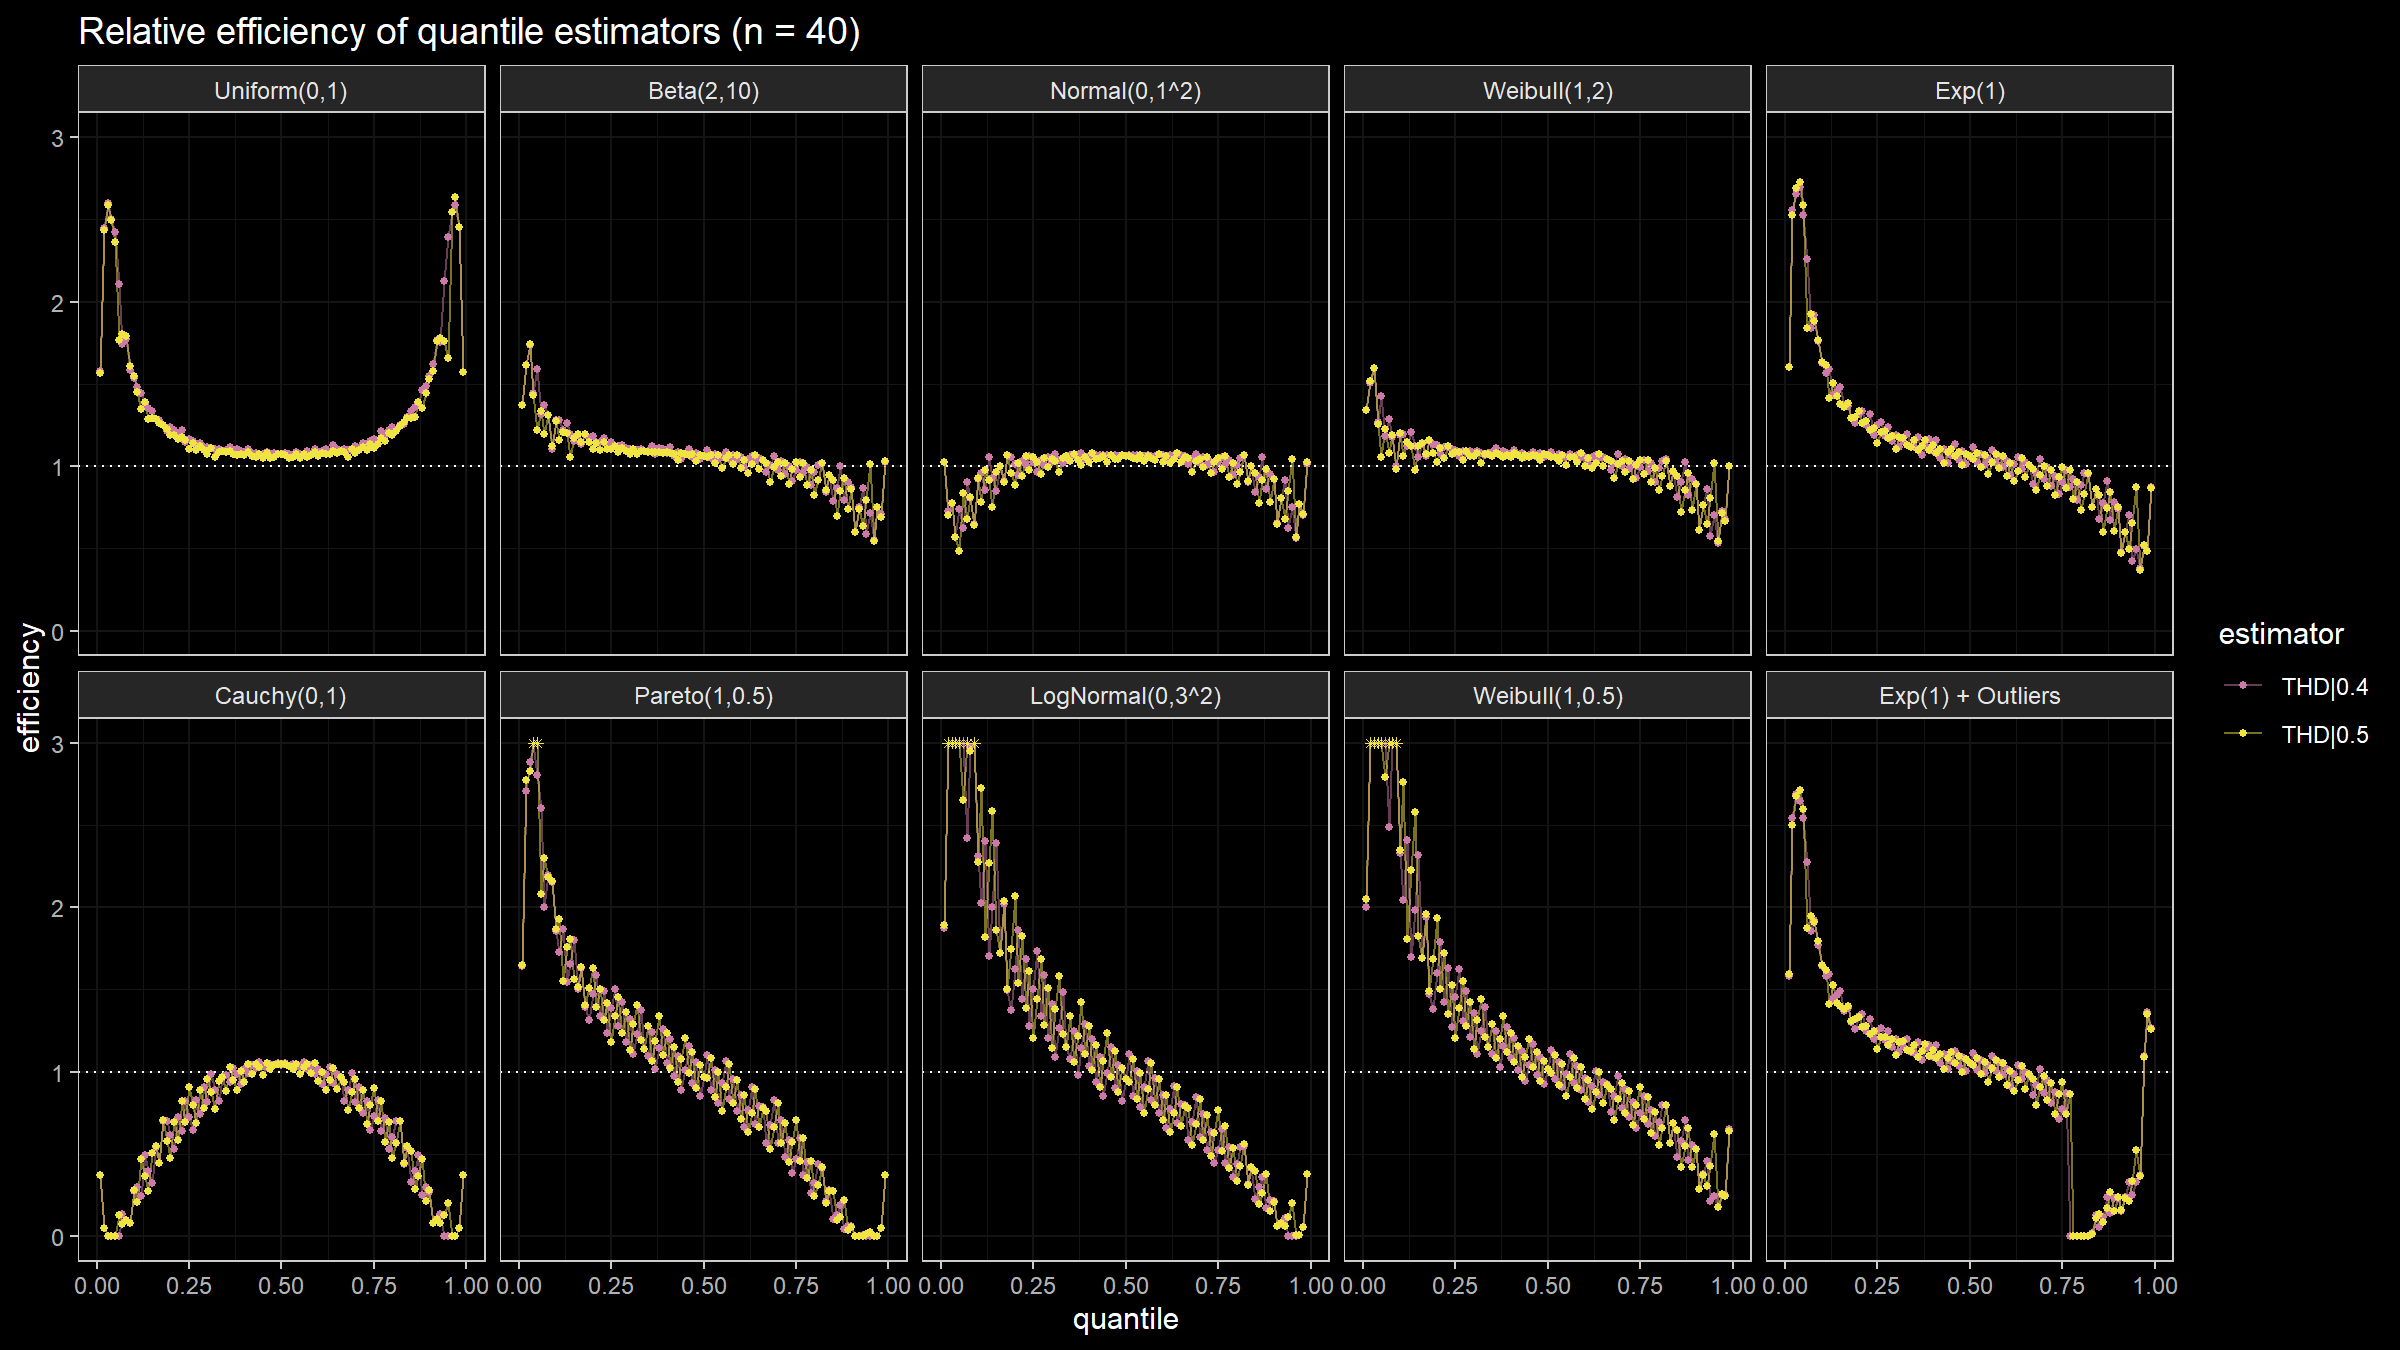 Relative efficiency of quantile estimators (n = 40)
Uniform(0,1)
Beta(2,10)
Normal(0,1^2)
Weibull(1,2)
Exp(1)
3
2
1
0
efficiency
Cauchy(0,1)
Pareto(1,0.5)
LogNormal(0,3^2)
Weibull(1,0.5)
Exp(1) + Outliers
3
2
1
0
0.00 0.25 0.50 0.75 1.00
0.00 0.25 0.50 0.75 1.00
0.00 0.25 0.50 0.75 1.00
0.00 0.25 0.50 0.75 1.00
0.00 0.25 0.50 0.75 1.00
quantile
estimator
THD|0.4
THD|0.5